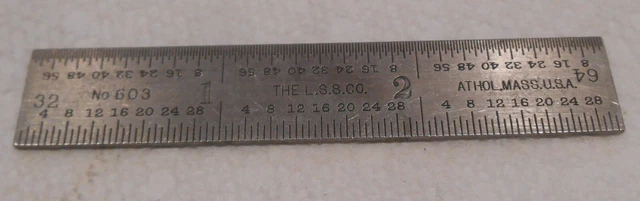 8 16 24 32 40 48 56 8 16 24 32 40 48 56 8 16 24 32 40 48 56
64
32 No 603 1 THE L.S.S.CO. 2 ATHOL, MASS. U.S.A.
4 8 12 16 20 24 28 4 8 12 16 20 24 28 4 8 12 16 20 24 28